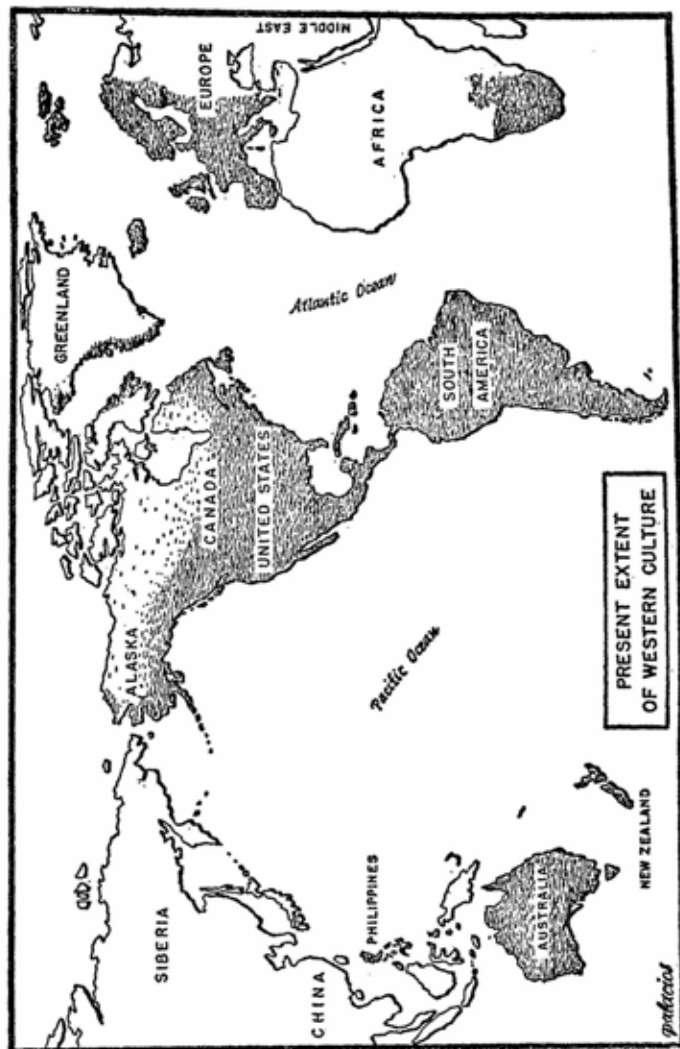 GREENLAND
EUROPE
MIDDLE EAST
ALASKA
CANADA
UNITED STATES
SIBERIA
CHINA
PHILIPPINES
Atlantic Ocean
AFRICA
Pacific Ocean
SOUTH
AMERICA
AUSTRALIA
NEW ZEALAND
PRESENT EXTENT
OF WESTERN CULTURE
palacios